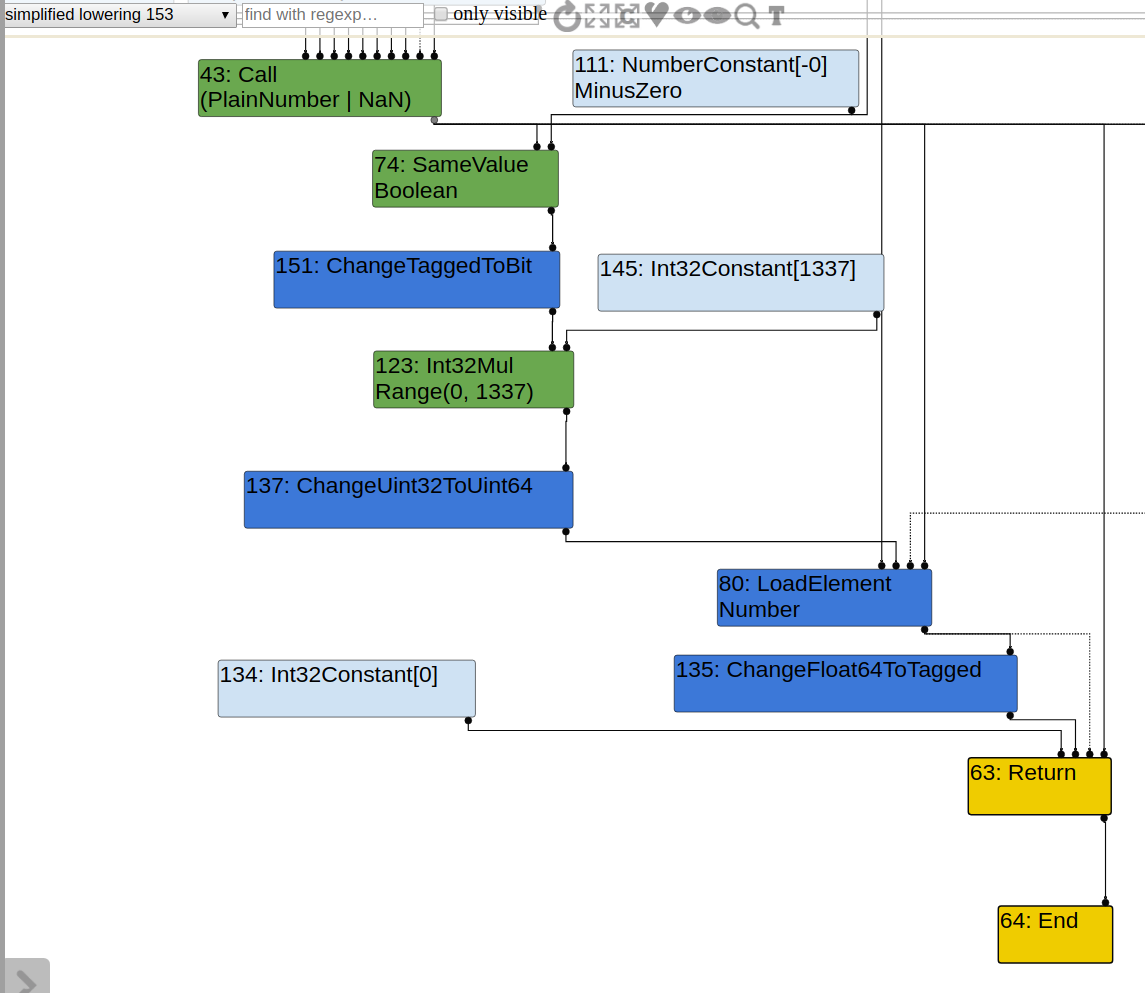 simplified lowering 153
find with regexp…
only visible
43: Call
(PlainNumber | NaN)
111: NumberConstant[-0]
MinusZero
74: SameValue
Boolean
151: ChangeTaggedToBit
145: Int32Constant[1337]
123: Int32Mul
Range(0, 1337)
137: ChangeUint32ToUint64
80: LoadElement
Number
134: Int32Constant[0]
135: ChangeFloat64ToTagged
63: Return
64: End